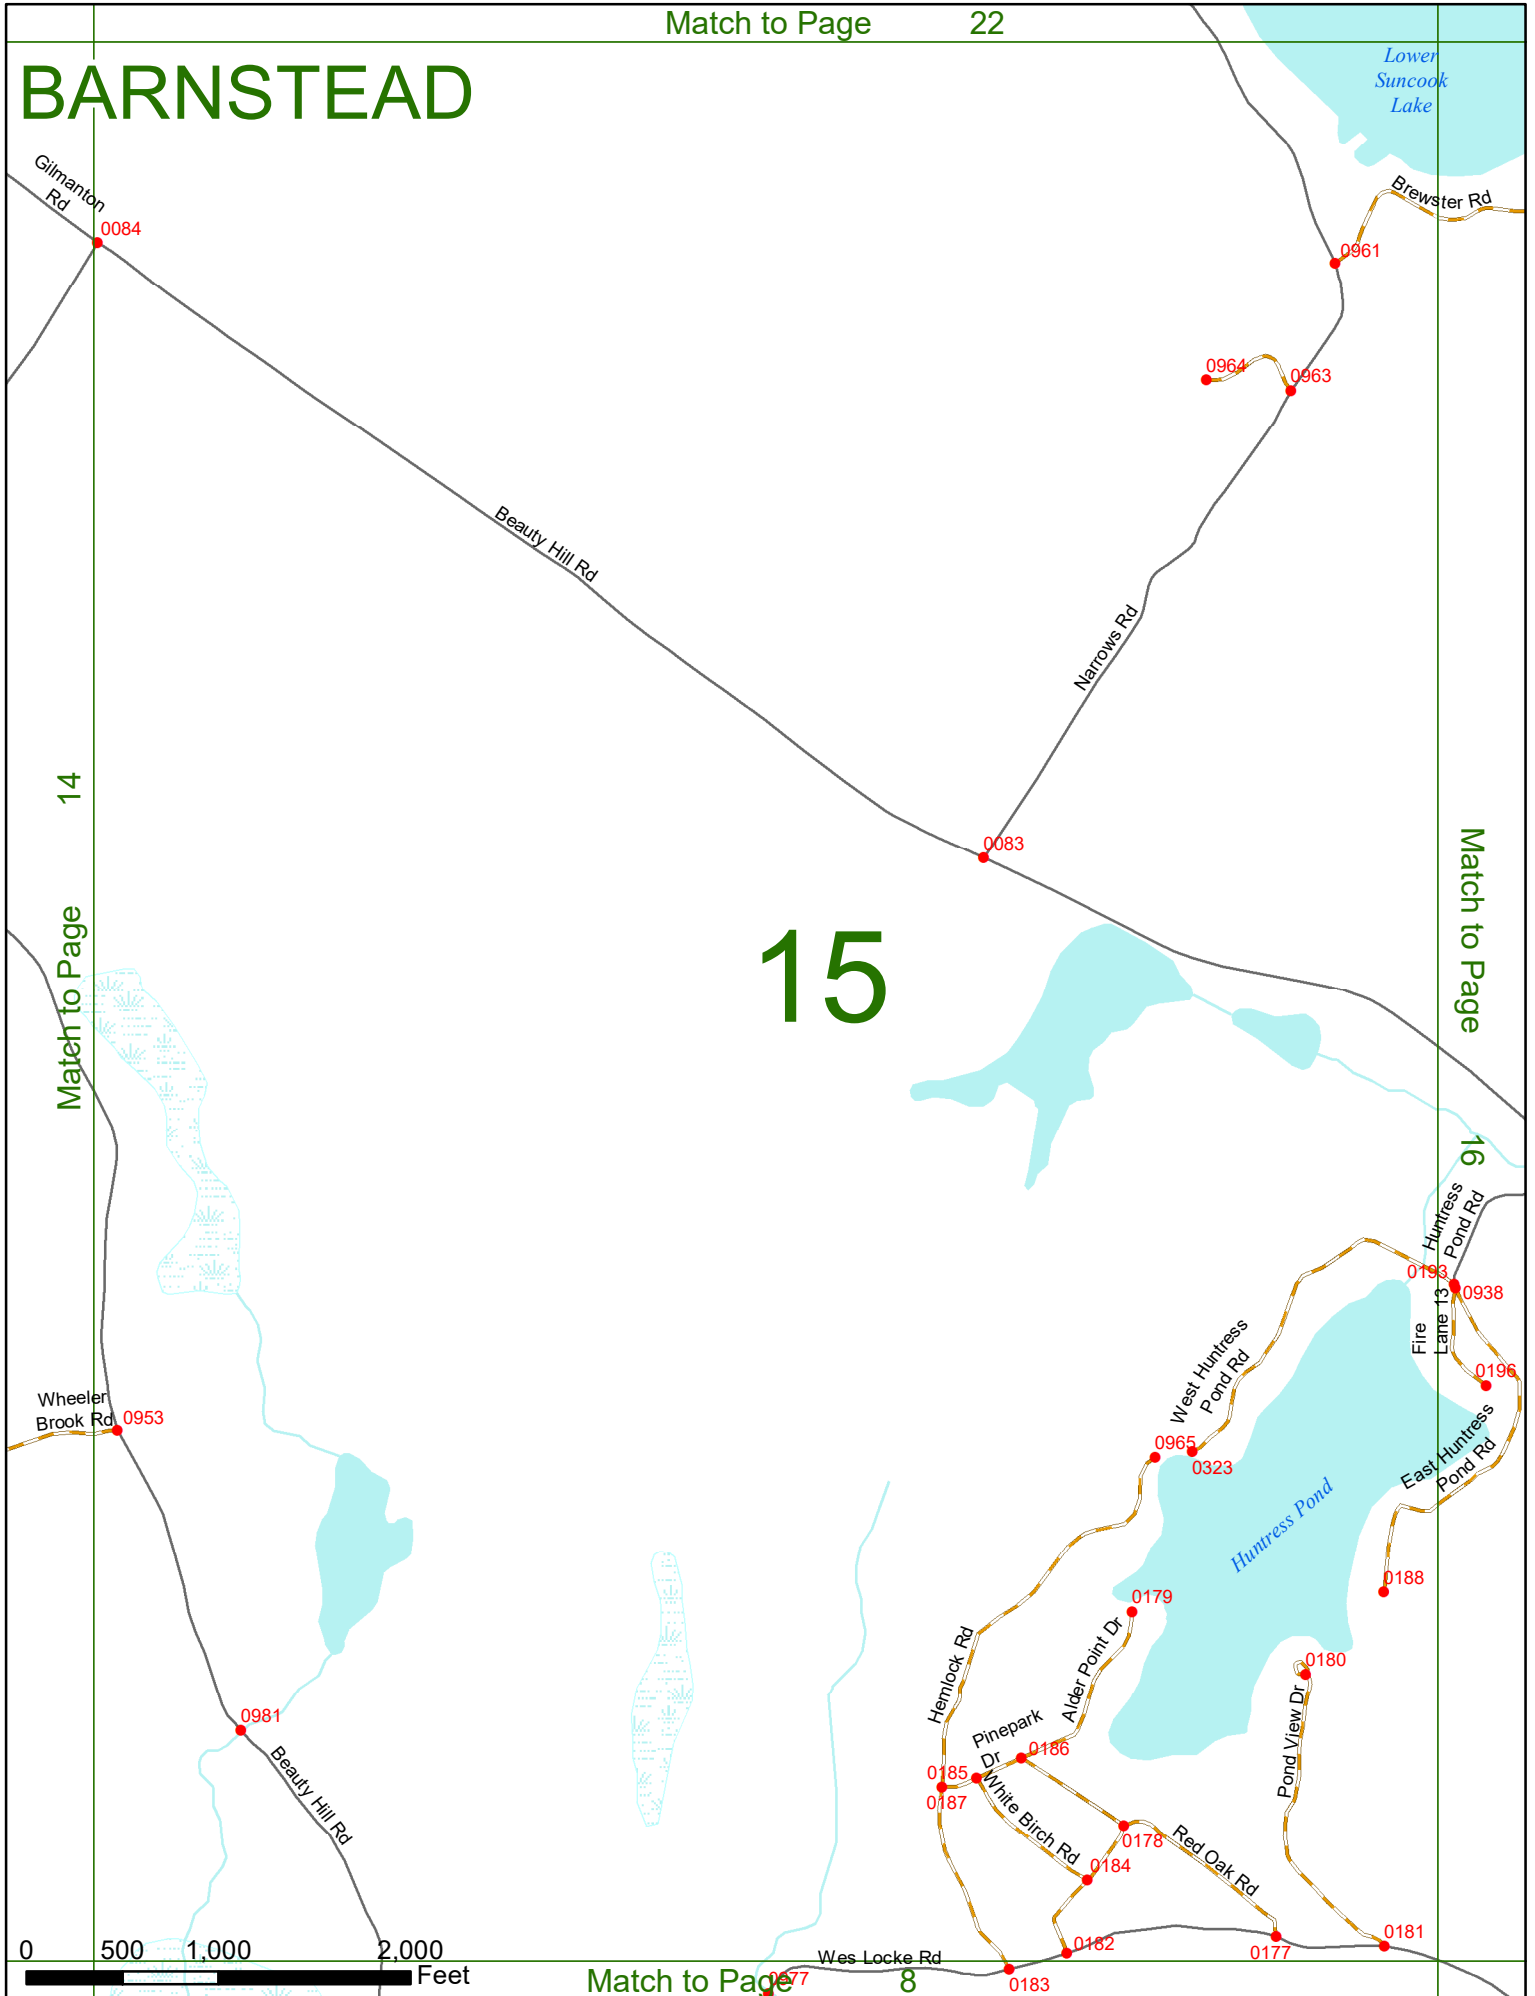 Match to Page 22
BARNSTEAD
Lower
Suncook
Lake
Gilmanton
Rd
0084
Brewster Rd
0961
0964
0963
Beauty Hill Rd
Narrows Rd
0083
Match to Page 14
15
Match to Page 16
Huntress
Pond Rd
0193
0938
Fire
Lane 13
0196
West Huntress
Pond Rd
Wheeler
Brook Rd
0953
0965
0323
East Huntress
Pond Rd
Huntress Pond
0188
0179
Alder Point Dr
Hemlock Rd
0180
Pond View Dr
0981
Beauty Hill Rd
Pinepark
Dr
0186
0185
0187
White Birch Rd
0178
Red Oak Rd
0184
0182
0177
0181
0183
Wes Locke Rd
0977
0 500 1,000 2,000
Feet
Match to Page 8